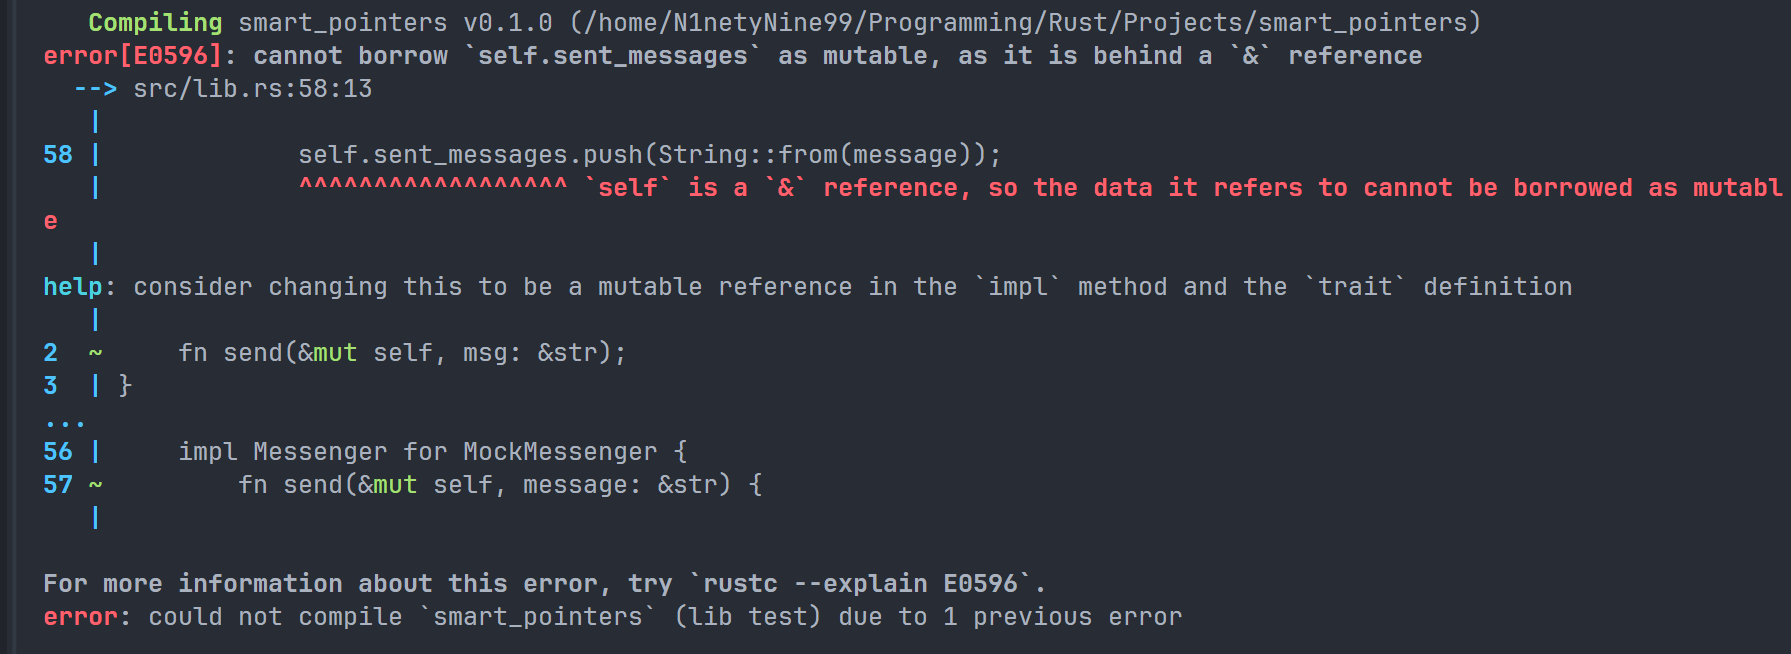 Compiling smart_pointers v0.1.0 (/home/N1netyNine99/Programming/Rust/Projects/smart_pointers)
error[E0596]: cannot borrow `self.sent_messages` as mutable, as it is behind a `&` reference
--> src/lib.rs:58:13
|
58 |             self.sent_messages.push(String::from(message));
|             ^^^^^^^^^^^^^^^^^^ `self` is a `&` reference, so the data it refers to cannot be borrowed as mutabl
e
|
help: consider changing this to be a mutable reference in the `impl` method and the `trait` definition
|
2  ~     fn send(&mut self, msg: &str);
3  | }
...
56 |     impl Messenger for MockMessenger {
57 ~         fn send(&mut self, message: &str) {
|
For more information about this error, try `rustc --explain E0596`.
error: could not compile `smart_pointers` (lib test) due to 1 previous error